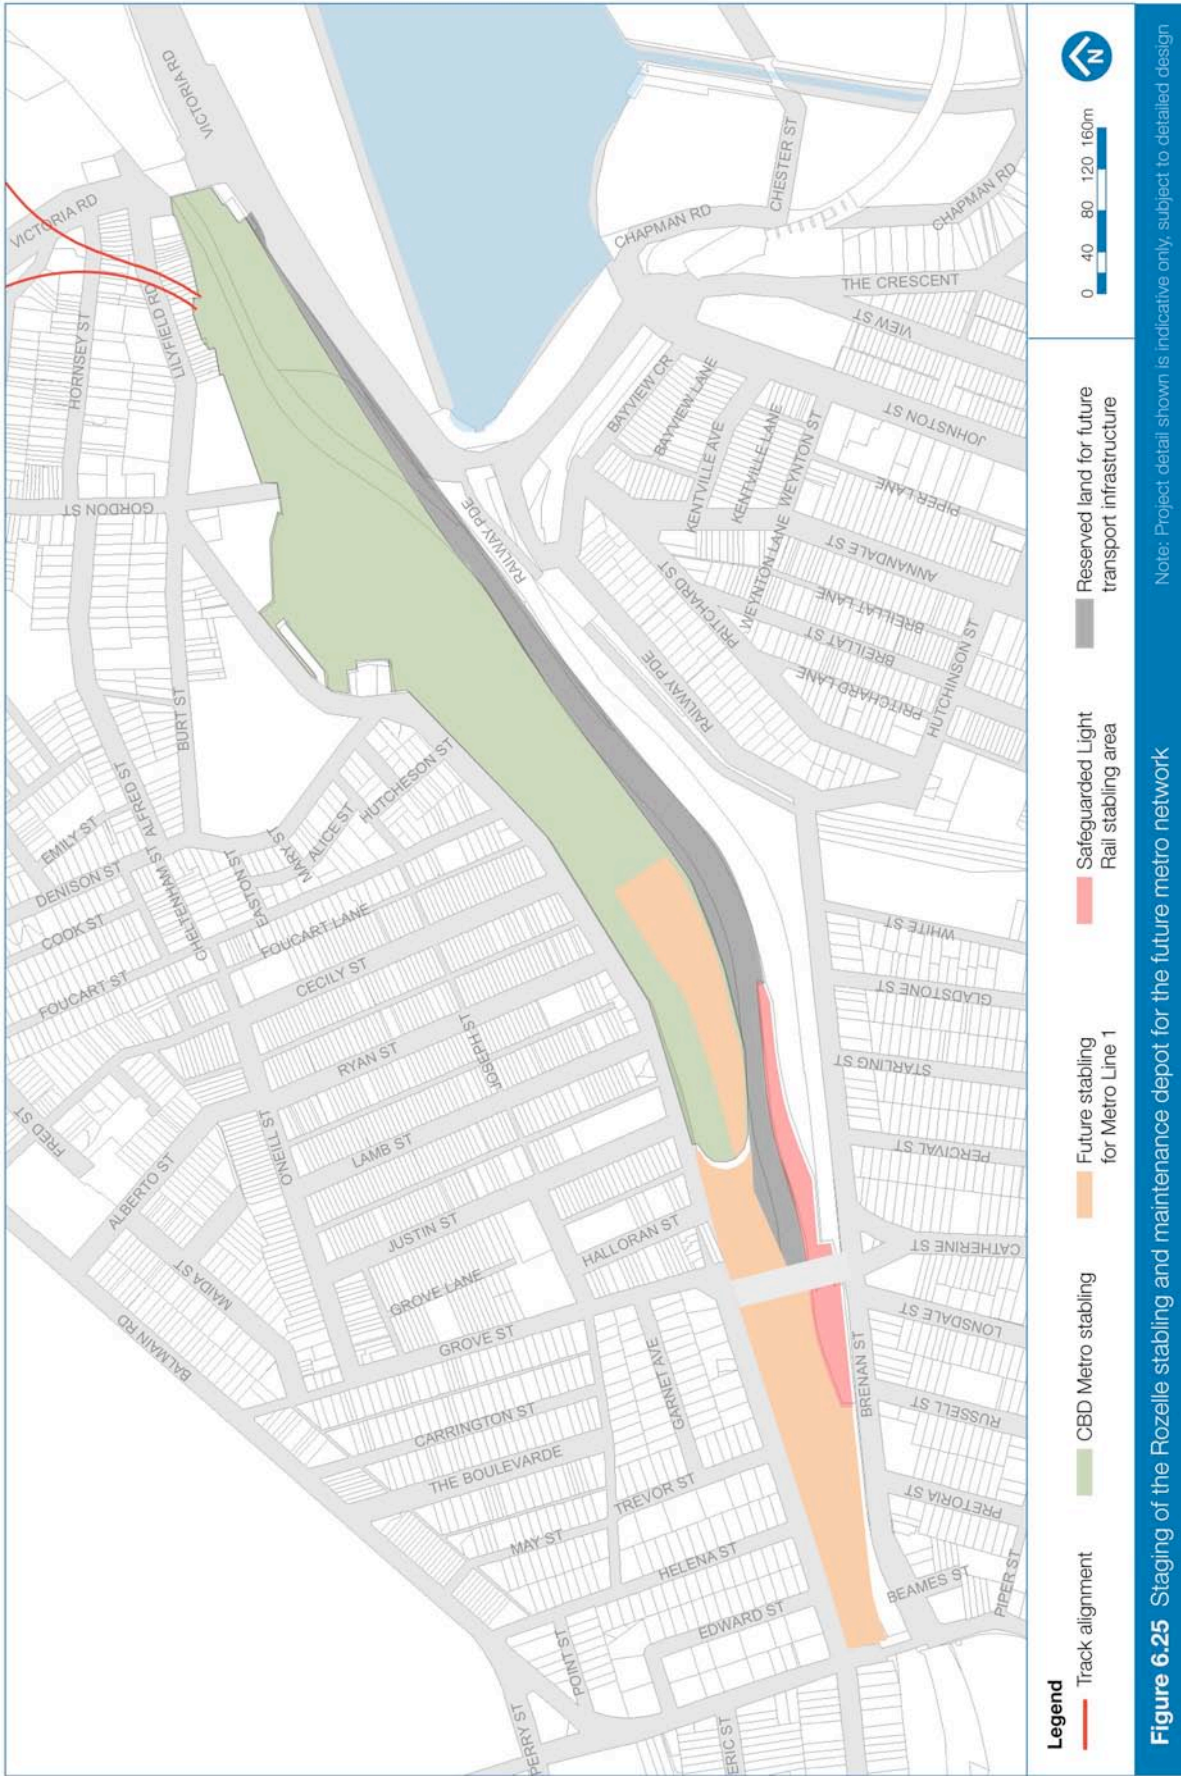 VICTORIA RD
VICTORIA RD
HORNSEY ST
LILYFIELD RD
GORDON ST
BURT ST
ALFRED ST
CHELTENHAM ST
EMILY ST
DENISON ST
COOK ST
FOUCART ST
EASTON ST
MARY ST
ALICE ST
HUTCHESON ST
FOUCART LANE
CECILY ST
RYAN ST
JOSEPH ST
LAMB ST
O'NEILL ST
FRED ST
ALBERTO ST
MAIDA ST
BALMAIN RD
JUSTIN ST
GROVE LANE
GROVE ST
HALLORAN ST
CARRINGTON ST
THE BOULEVARDE
GARNET AVE
MAY ST
TREVOR ST
HELENA ST
EDWARD ST
POINT ST
PERRY ST
ERIC ST
CHESTER ST
CHAPMAN RD
CHAPMAN RD
THE CRESCENT
VIEW ST
JOHNSTON ST
BAYVIEW CR
BAYVIEW LANE
KENTVILLE AVE
KENTVILLE LANE
WEYNTON ST
WEYNTON LANE
PIPER LANE
ANNANDALE ST
BREILLAT LANE
BREILLAT ST
PRITCHARD ST
PRITCHARD LANE
RAILWAY PDE
RAILWAY PDE
HUTCHINSON ST
WHITE ST
GLADSTONE ST
STARLING ST
PERCIVAL ST
CATHERINE ST
LONSDALE ST
BRENAN ST
RUSSELL ST
PRETORIA ST
BEAMES ST
PIPER ST
Legend
Track alignment
CBD Metro stabling
Future stabling
for Metro Line 1
Safeguarded Light
Rail stabling area
Reserved land for future
transport infrastructure
0 40 80 120 160m
N
Figure 6.25 Staging of the Rozelle stabling and maintenance depot for the future metro network
Note: Project detail shown is indicative only, subject to detailed design